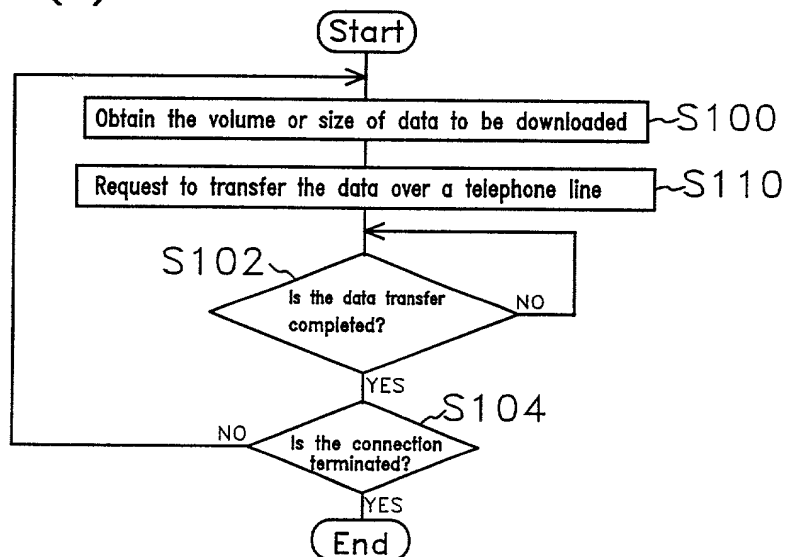 Start
Obtain the volume or size of data to be downloaded
S100
Request to transfer the data over a telephone line
S110
S102
Is the data transfer
completed?
NO
YES
S104
NO
Is the connection
terminated?
YES
End